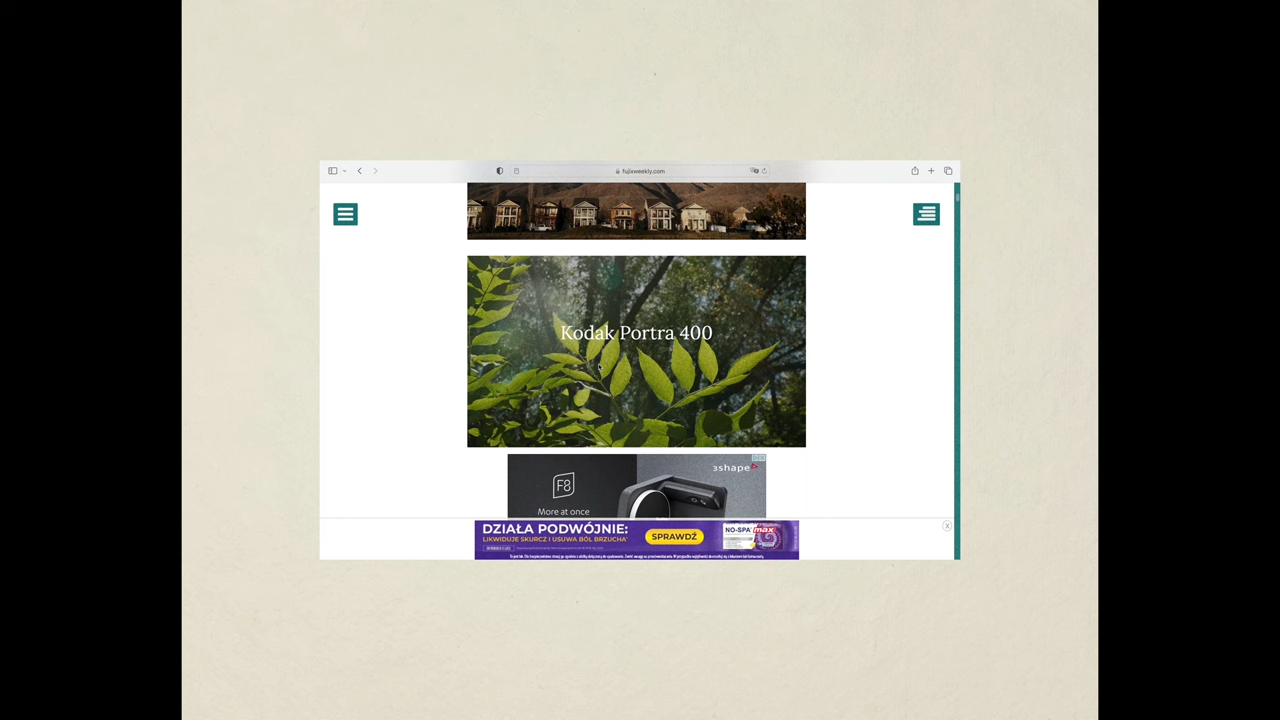 fujixweekly.com
Kodak Portra 400
3shape
F8
More at once
DZIAŁA PODWÓJNIE:
LIKWIDUJE SKURCZ I USUWA BÓL BRZUCHA
SPRAWDŹ
NO-SPA max